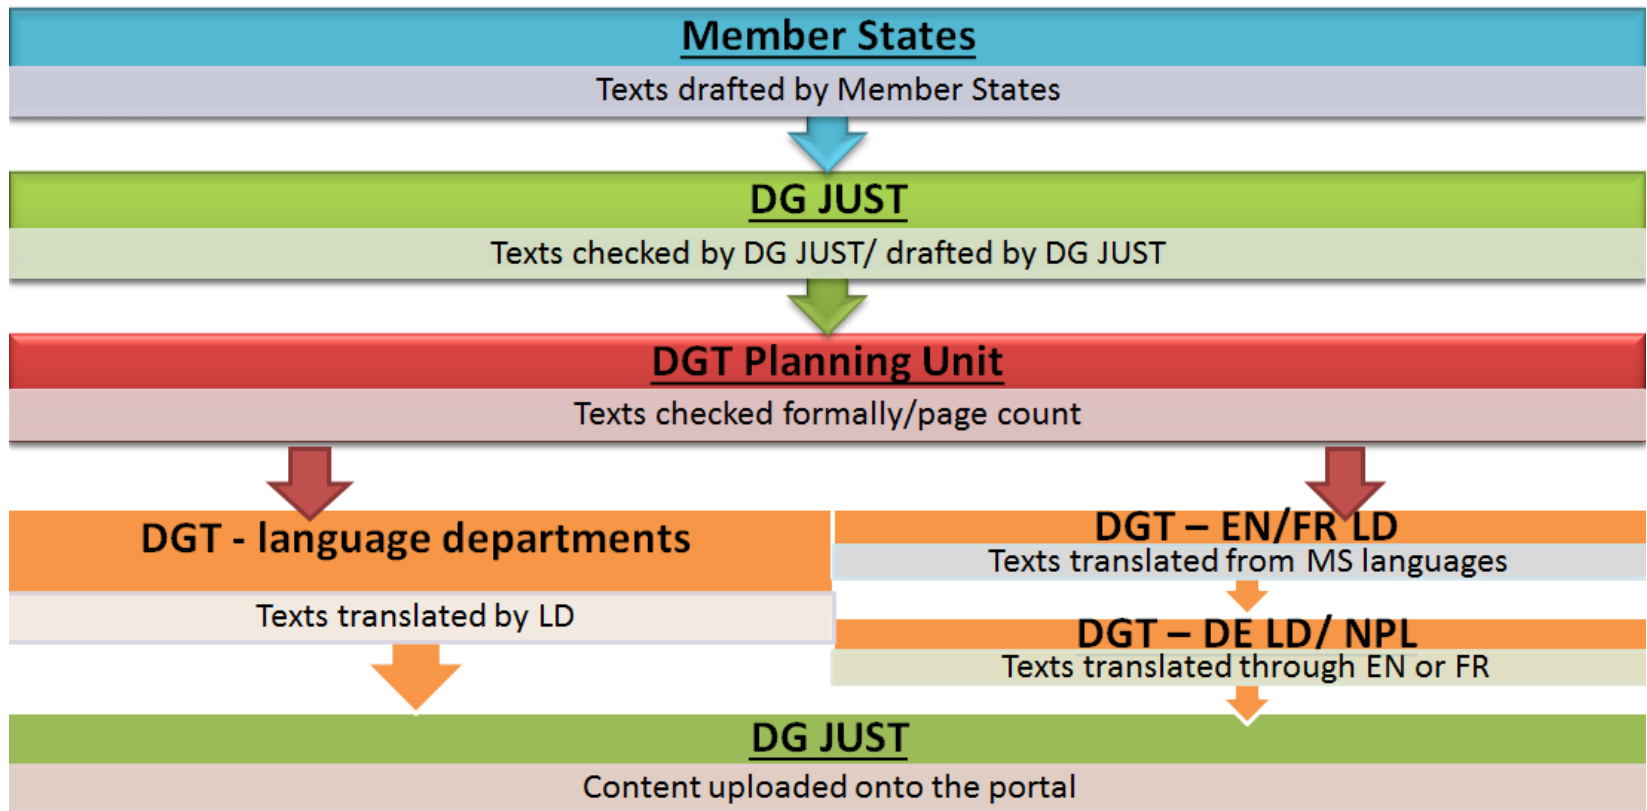 Member States
Texts drafted by Member States
DG JUST
Texts checked by DG JUST/ drafted by DG JUST
DGT Planning Unit
Texts checked formally/page count
DGT - language departments
Texts translated by LD
DGT – EN/FR LD
Texts translated from MS languages
DGT – DE LD/ NPL
Texts translated through EN or FR
DG JUST
Content uploaded onto the portal